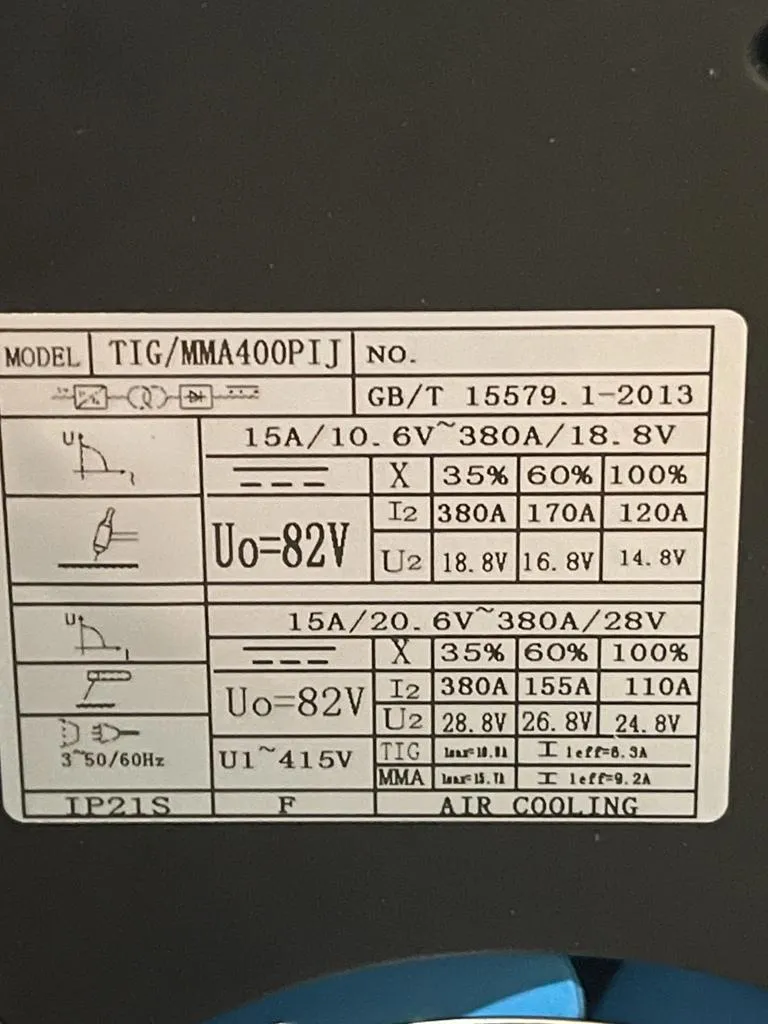 MODEL TIG/MMA400PIJ NO.
GB/T 15579.1-2013
15A/10.6V~380A/18.8V
X 35% 60% 100%
U0=82V
I2 380A 170A 120A
U2 18.8V 16.8V 14.8V
15A/20.6V~380A/28V
X 35% 60% 100%
U0=82V
I2 380A 155A 110A
U2 28.8V 26.8V 24.8V
3~50/60Hz U1~415V
TIG I1eff=6.3A
MMA I1eff=9.2A
IP21S F AIR COOLING